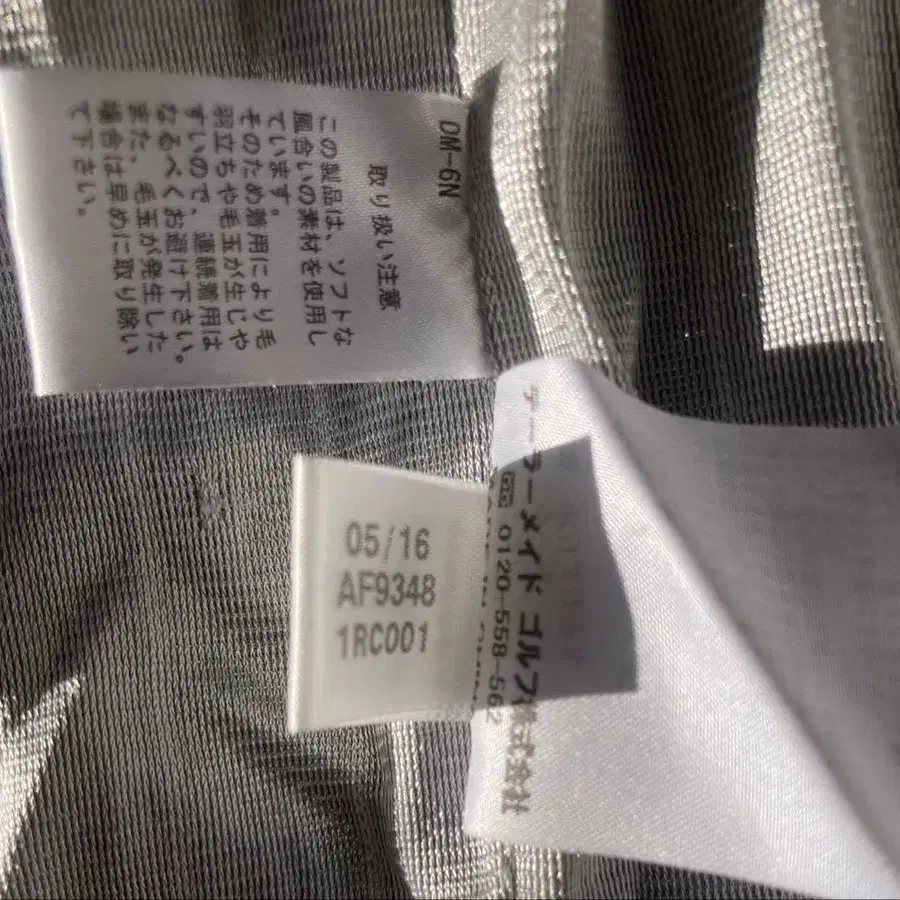 DM-6N
取り扱い注意
この製品は、ソフトな
風合いの素材を使用し
ています。
そのため着用により毛
羽立ちや毛玉が生じや
すいので、連続着用は
なるべくお避け下さい。
また、毛玉が発生した
場合は早めに取り除い
て下さい。
05/16
AF9348
1RC001
テーラーメイド ゴルフ株式会社
0120-558-562